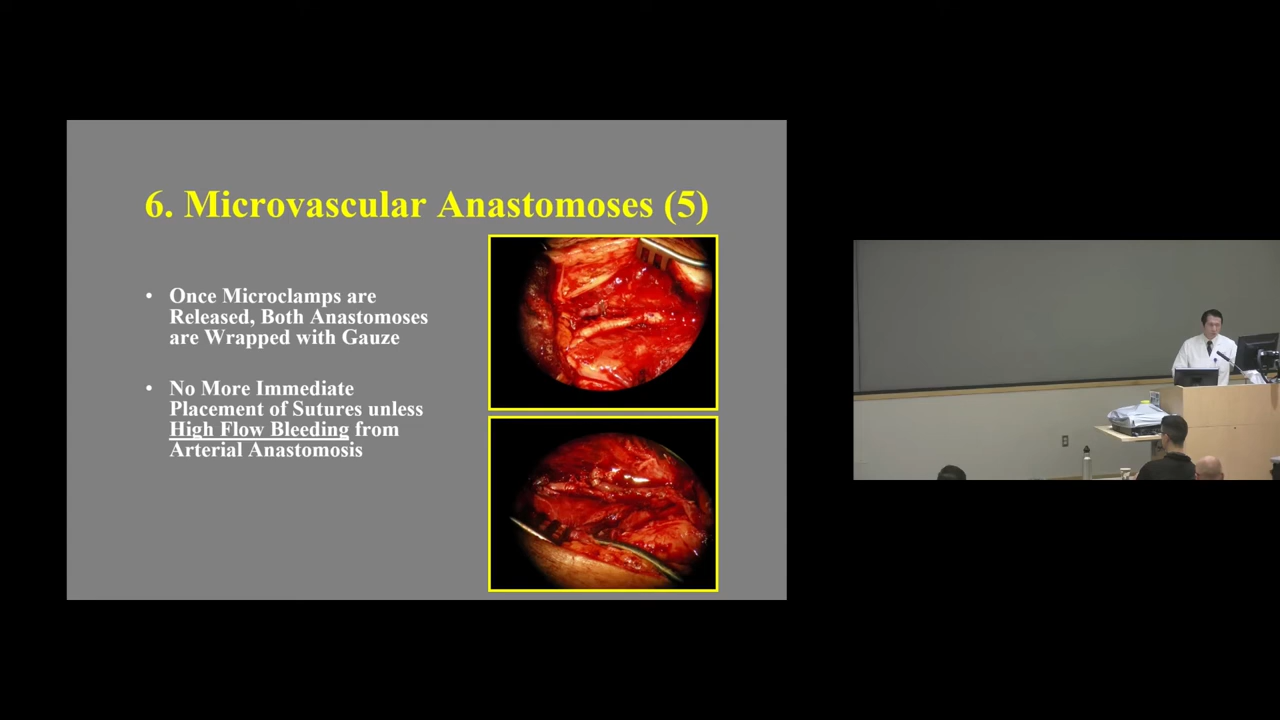 6. Microvascular Anastomoses (5)
• Once Microclamps are
Released, Both Anastomoses
are Wrapped with Gauze
• No More Immediate
Placement of Sutures unless
High Flow Bleeding from
Arterial Anastomosis